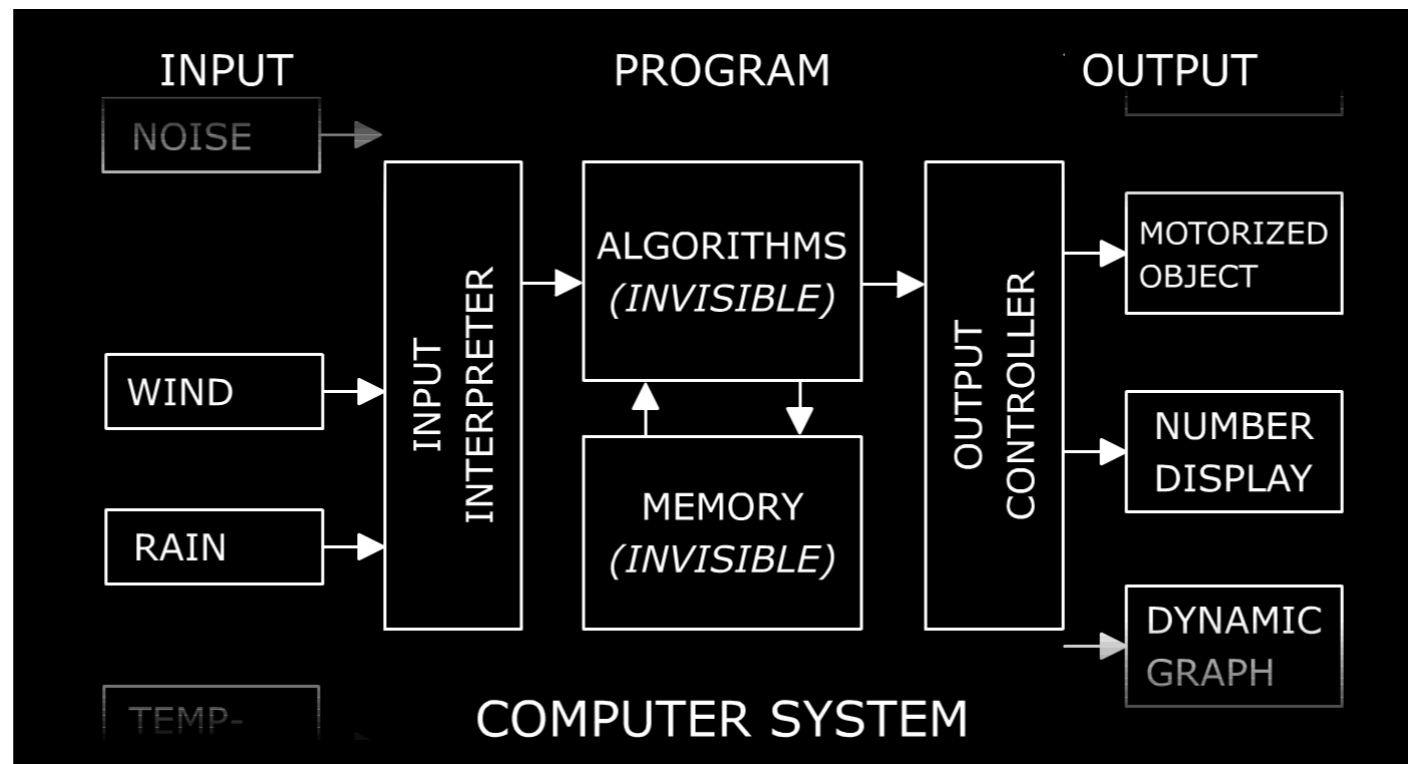 INPUT
PROGRAM
OUTPUT
NOISE
WIND
RAIN
TEMP-
INPUT
INTERPRETER
ALGORITHMS
(INVISIBLE)
MEMORY
(INVISIBLE)
OUTPUT
CONTROLLER
MOTORIZED
OBJECT
NUMBER
DISPLAY
DYNAMIC
GRAPH
COMPUTER SYSTEM